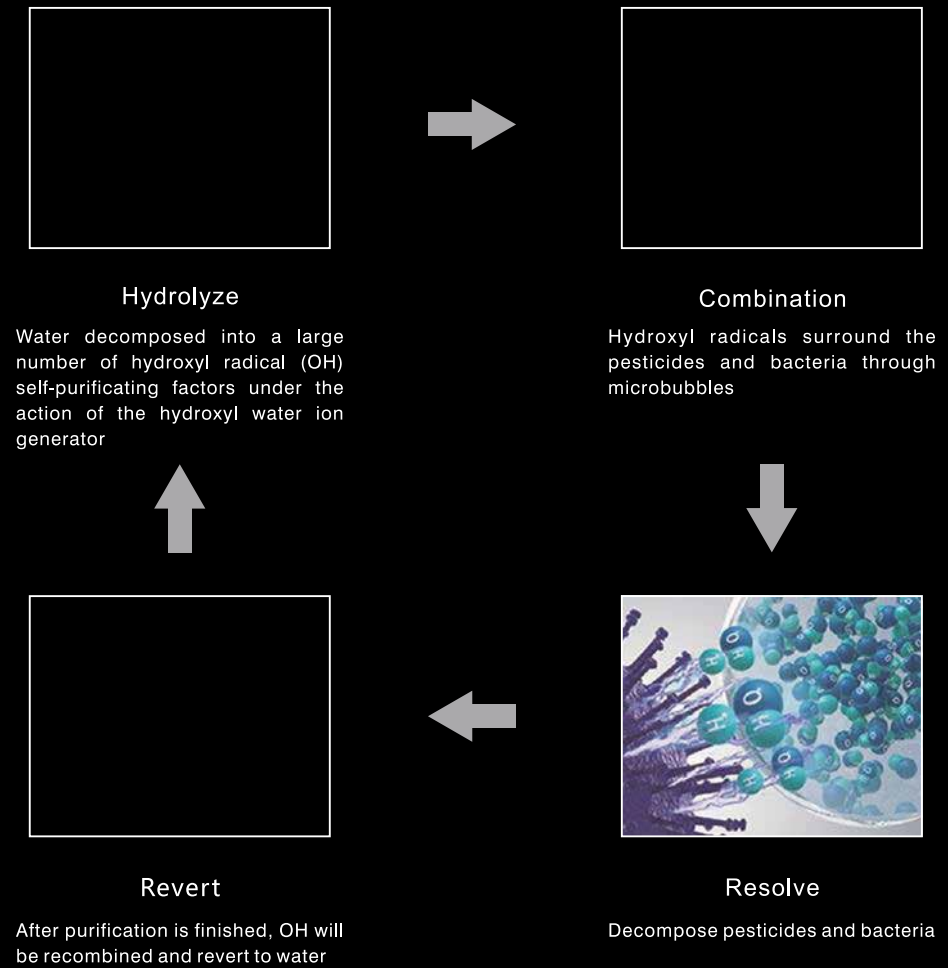 Hydrolyze
Water decomposed into a large
number of hydroxyl radical (OH)
self-purificating factors under the
action of the hydroxyl water ion
generator
Combination
Hydroxyl radicals surround the
pesticides and bacteria through
microbubbles
O
H
H
O
H
H
O
H
H
Revert
After purification is finished, OH will
be recombined and revert to water
Resolve
Decompose pesticides and bacteria